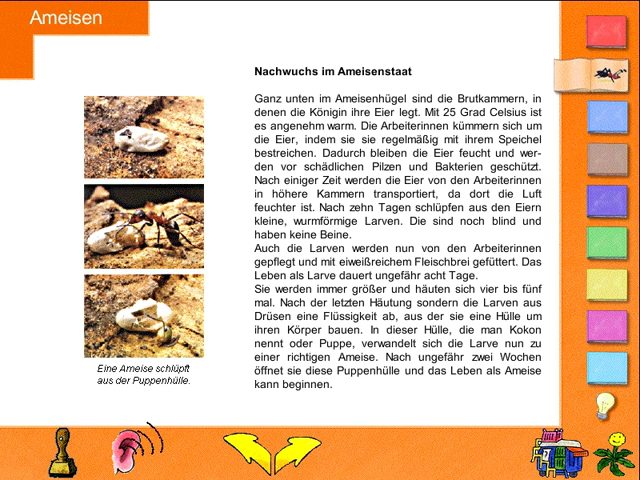 Ameisen
Nachwuchs im Ameisenstaat
Ganz unten im Ameisenhügel sind die Brutkammern, in
denen die Königin ihre Eier legt. Mit 25 Grad Celsius ist
es angenehm warm. Die Arbeiterinnen kümmern sich um
die Eier, indem sie sie regelmäßig mit ihrem Speichel
bestreichen. Dadurch bleiben die Eier feucht und wer-
den vor schädlichen Pilzen und Bakterien geschützt.
Nach einiger Zeit werden die Eier von den Arbeiterinnen
in höhere Kammern transportiert, da dort die Luft
feuchter ist. Nach zehn Tagen schlüpfen aus den Eiern
kleine, wurmförmige Larven. Die sind noch blind und
haben keine Beine.
Auch die Larven werden nun von den Arbeiterinnen
gepflegt und mit eiweißreichem Fleischbrei gefüttert. Das
Leben als Larve dauert ungefähr acht Tage.
Sie werden immer größer und häuten sich vier bis fünf
mal. Nach der letzten Häutung sondern die Larven aus
Drüsen eine Flüssigkeit ab, aus der sie eine Hülle um
ihren Körper bauen. In dieser Hülle, die man Kokon
nennt oder Puppe, verwandelt sich die Larve nun zu
einer richtigen Ameise. Nach ungefähr zwei Wochen
öffnet sie diese Puppenhülle und das Leben als Ameise
kann beginnen.
Eine Ameise schlüpft
aus der Puppenhülle.